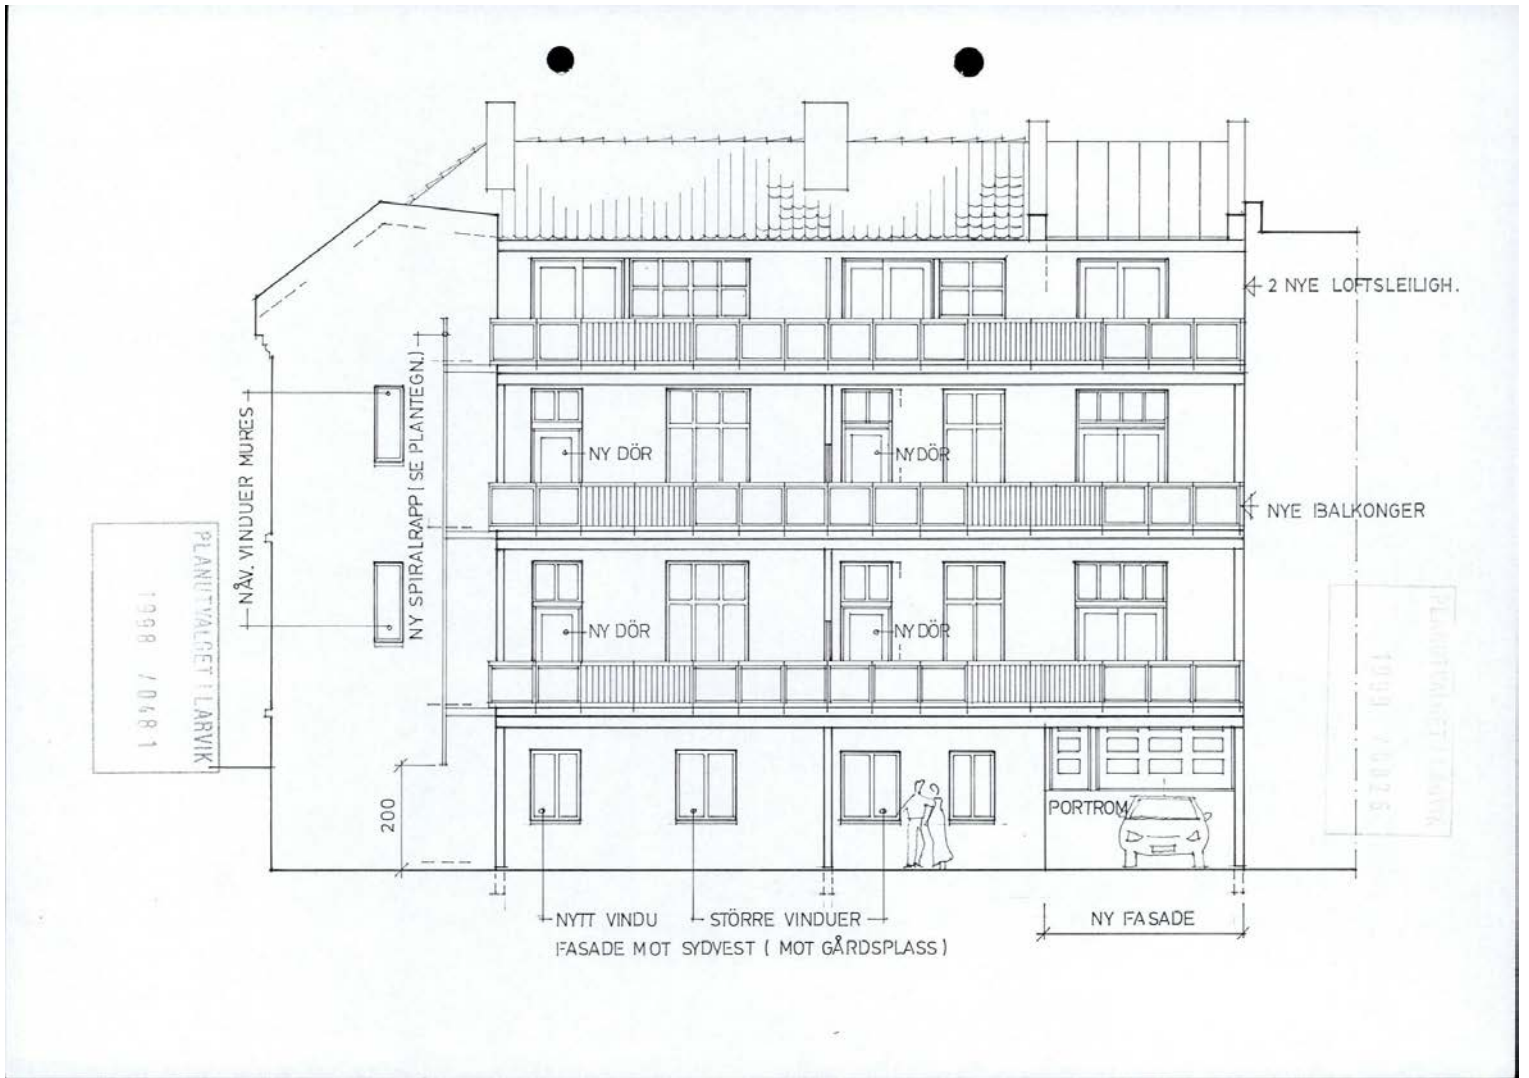 2 NYE LOFTSLEILIGH.
NÅV. VINDUER MURES
NY SPIRALRAPP (SE PLANTEGN.)
NY DÖR
NY DÖR
NYE BALKONGER
PLANUTVALGET I LARVIK
1998 / 0481
NY DÖR
NY DÖR
PLANUTVALGET I LARVIK
200
PORTROM
NYTT VINDU
STÖRRE VINDUER
NY FASADE
FASADE MOT SYDVEST ( MOT GÅRDSPLASS )